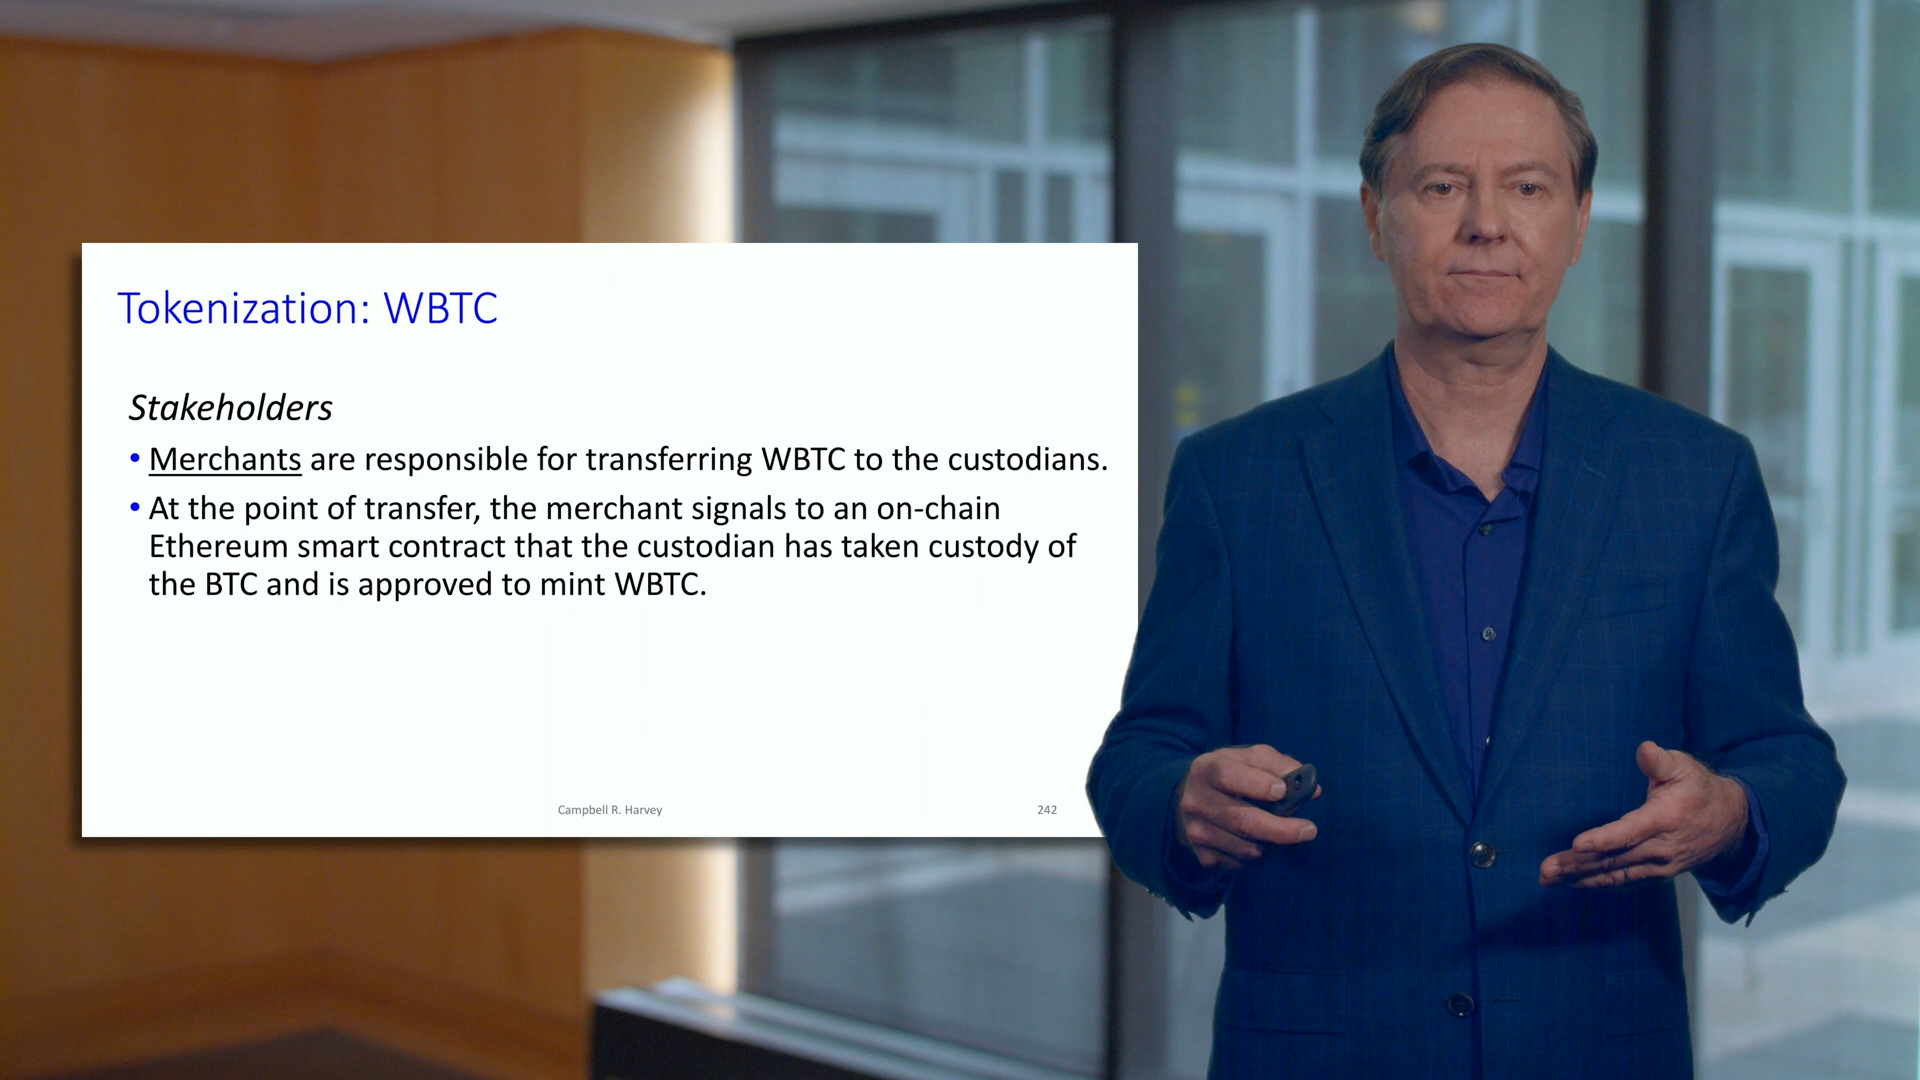 Tokenization: WBTC
Stakeholders
• Merchants are responsible for transferring WBTC to the custodians.
• At the point of transfer, the merchant signals to an on-chain
Ethereum smart contract that the custodian has taken custody of
the BTC and is approved to mint WBTC.
Campbell R. Harvey
242